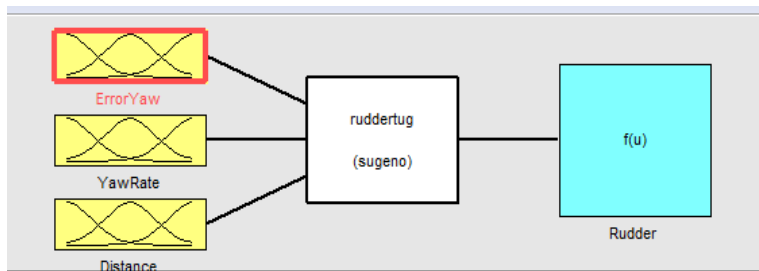 ErrorYaw
YawRate
Distance
ruddertug
(sugeno)
f(u)
Rudder